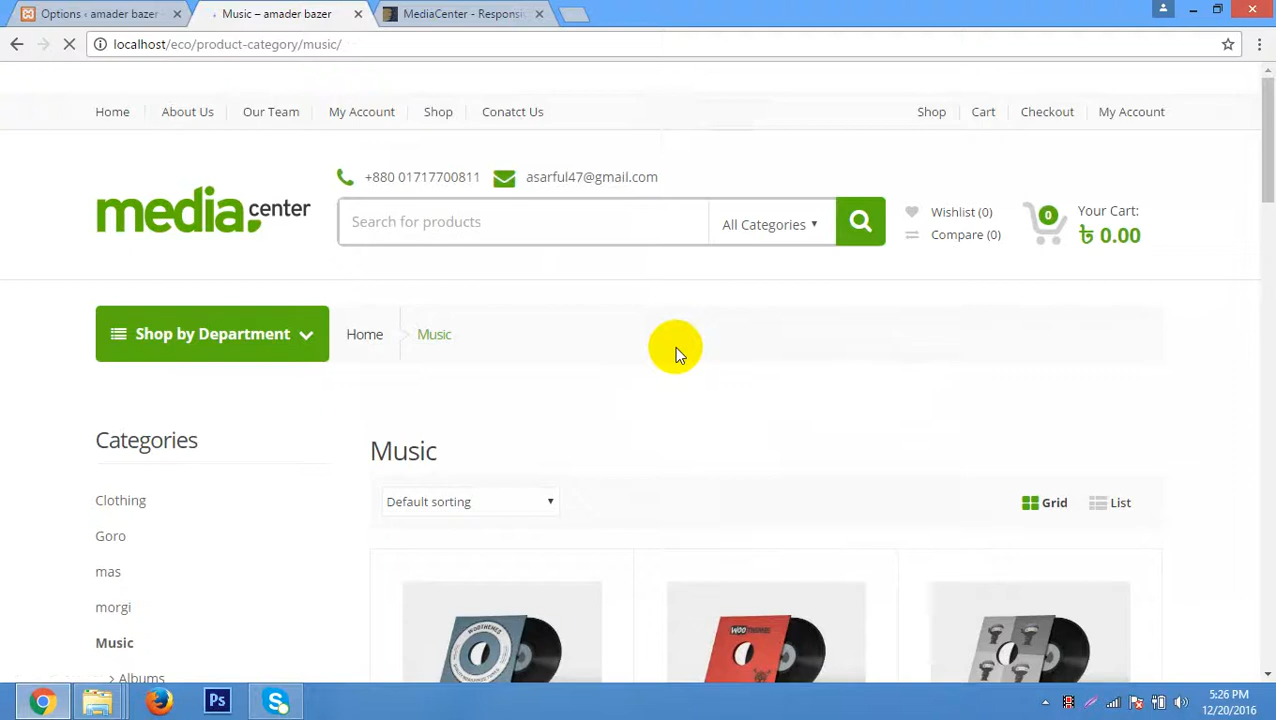 Options ‹ amader bazer
Music – amader bazer
MediaCenter - Responsi
localhost/eco/product-category/music/
Home
About Us
Our Team
My Account
Shop
Conatct Us
Shop
Cart
Checkout
My Account
+880 01717700811
asarful47@gmail.com
media center
Search for products
All Categories
Wishlist (0)
Compare (0)
0
Your Cart:
৳ 0.00
Shop by Department
Home
Music
Categories
Clothing
Goro
mas
morgi
Music
> Albums
Music
Default sorting
Grid
List
WOOTHEMES
WOO
Ps
5:26 PM
12/20/2016